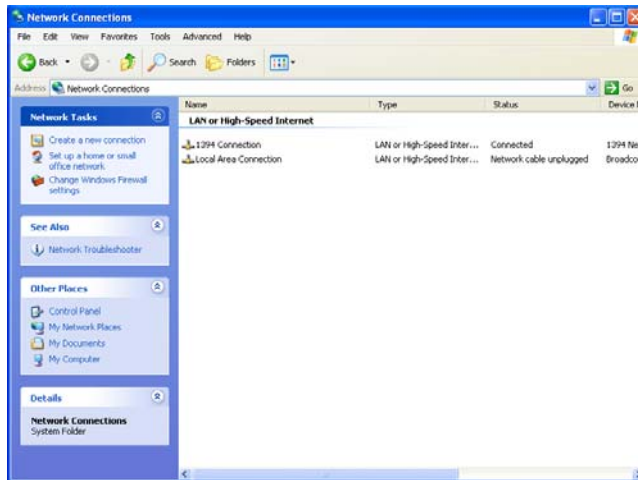 Network Connections
File Edit View Favorites Tools Advanced Help
Back Search Folders
Address Network Connections Go
Name Type Status Device
LAN or High-Speed Internet
1394 Connection LAN or High-Speed Inter... Connected 1394 Ne
Local Area Connection LAN or High-Speed Inter... Network cable unplugged Broadco
Network Tasks
Create a new connection
Set up a home or small
office network
Change Windows Firewall
settings
See Also
Network Troubleshooter
Other Places
Control Panel
My Network Places
My Documents
My Computer
Details
Network Connections
System Folder